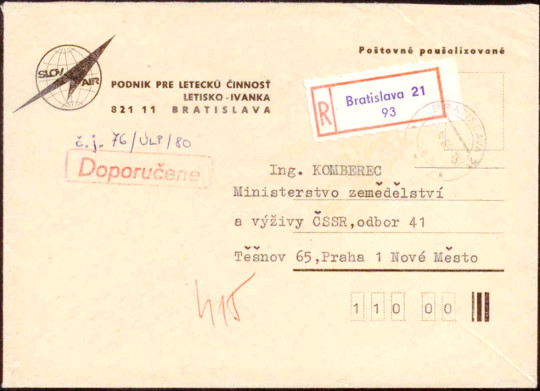 Poštovné paušalizované
SLOV AIR
PODNIK PRE LETECKÚ ČINNOSŤ
LETISKO-IVANKA
821 11 BRATISLAVA
R
Bratislava 21
93
č.j. 76/ÚLP/80
Doporučene
Ing. KOMBEREC
Ministerstvo zemědělství
a výživy ČSSR,odbor 41
Těšnov 65,Praha 1 Nové Město
415
110 00